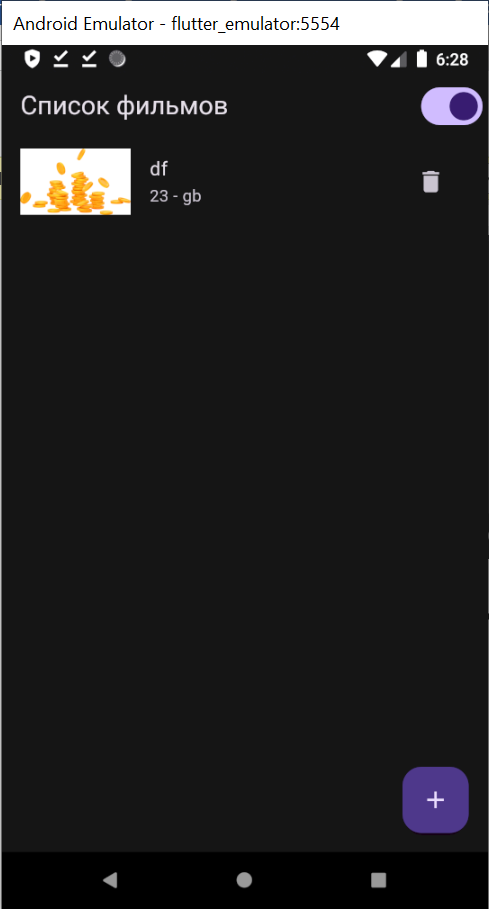 Android Emulator - flutter_emulator:5554
6:28
Список фильмов
df
23 - gb